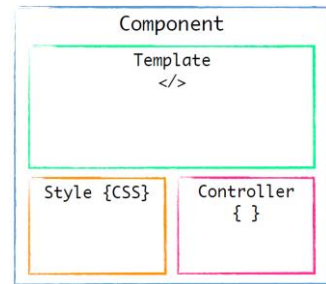 Component
Template
</>
Style {CSS}
Controller
{ }